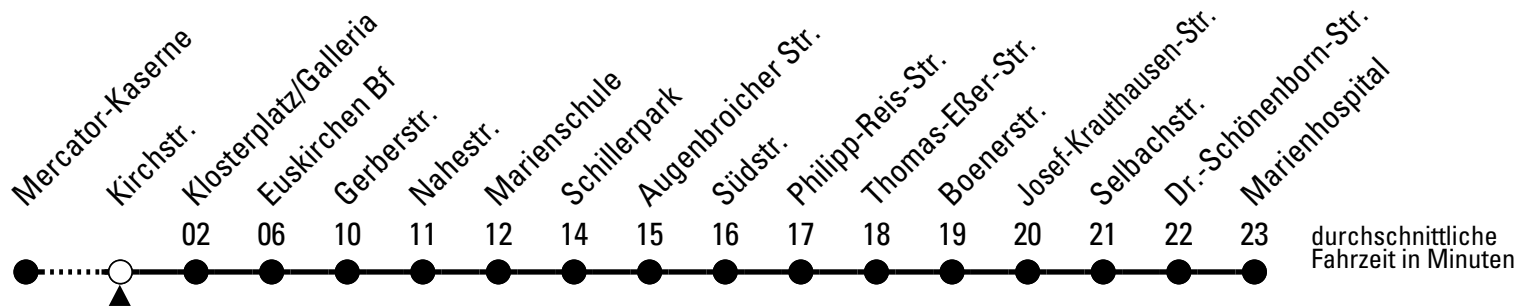 Mercator-Kaserne
Kirchstr.
Klosterplatz/Galleria
Euskirchen Bf
Gerberstr.
Nahestr.
Marienschule
Schillerpark
Augenbroicher Str.
Südstr.
Philipp-Reis-Str.
Thomas-Eßer-Str.
Boenerstr.
Josef-Krauthausen-Str.
Selbachstr.
Dr.-Schönenborn-Str.
Marienhospital
02 06 10 11 12 14 15 16 17 18 19 20 21 22 23
durchschnittliche
Fahrzeit in Minuten